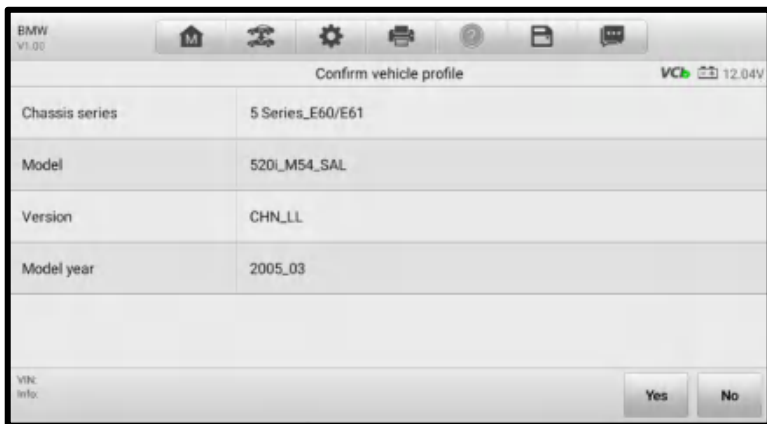 BMW
V1.00
M
Confirm vehicle profile
VCb 12.04V
Chassis series 5 Series_E60/E61
Model 520i_M54_SAL
Version CHN_LL
Model year 2005_03
VIN:
Info:
Yes No